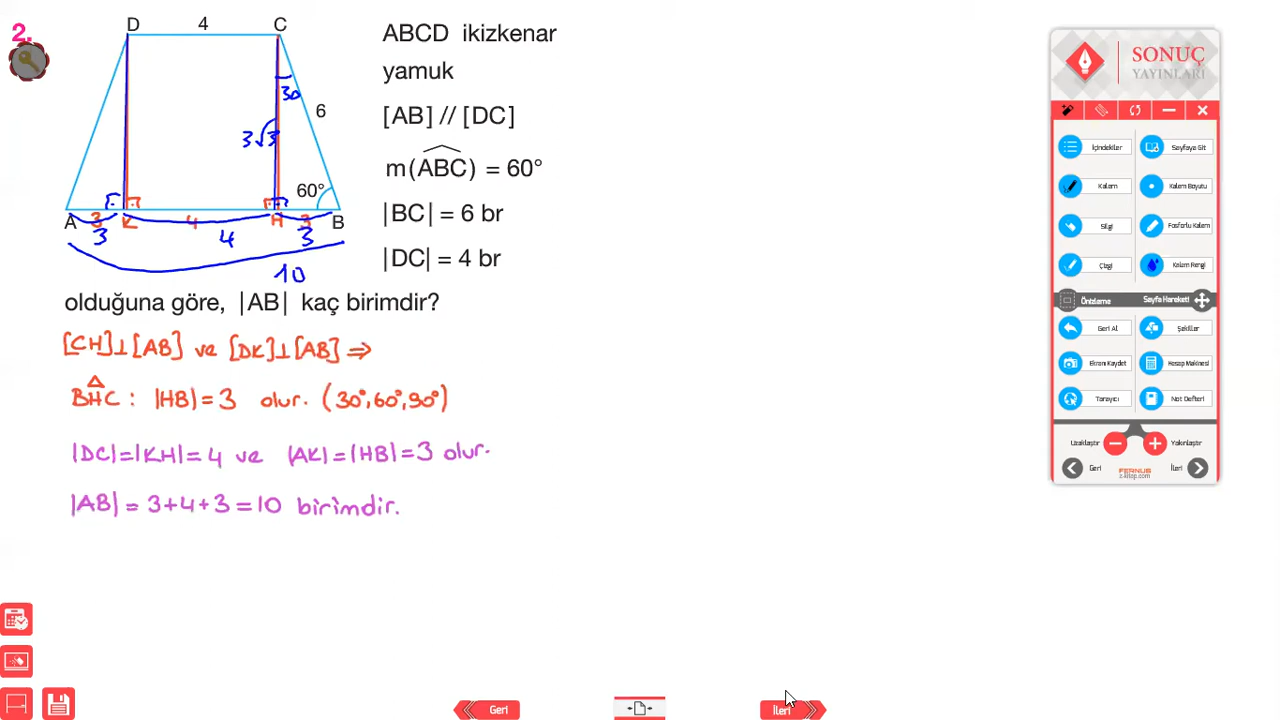 2.
D 4 C
30
6
3√3
60°
A 3 K 4 H 3 B
3 4 3
10
ABCD ikizkenar
yamuk
[AB] // [DC]
m(ABC) = 60°
|BC| = 6 br
|DC| = 4 br
olduğuna göre, |AB| kaç birimdir?
[CH]⊥[AB] ve [DK]⊥[AB] ⇒
BHC : |HB| = 3 olur. (30°,60°,90°)
|DC|=|KH|=4 ve |AK|=|HB|=3 olur.
|AB| = 3+4+3=10 birimdir.
SONUÇ
YAYINLARI
İçindekiler
Sayfaya Git
Kalem
Kalem Boyutu
Silgi
Fosforlu Kalem
Çizgi
Kalem Rengi
Önizleme
Sayfa Hareketi
Geri Al
Şekiller
Ekranı Kaydet
Hesap Makinesi
Tarayıcı
Not Defteri
Uzaklaştır
Yakınlaştır
Geri
FERNUS
İleri
z-kitap.com
Geri
İleri